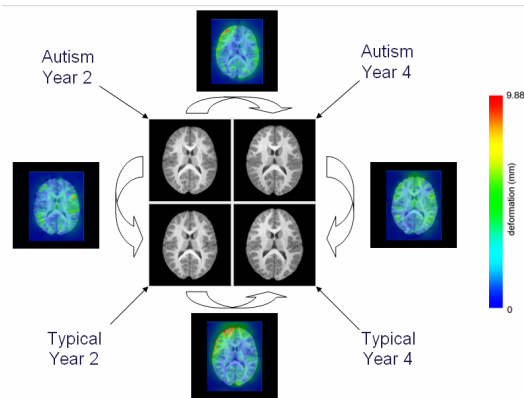 Autism
Year 2
Autism
Year 4
9.88
deformation (mm)
0
Typical
Year 2
Typical
Year 4